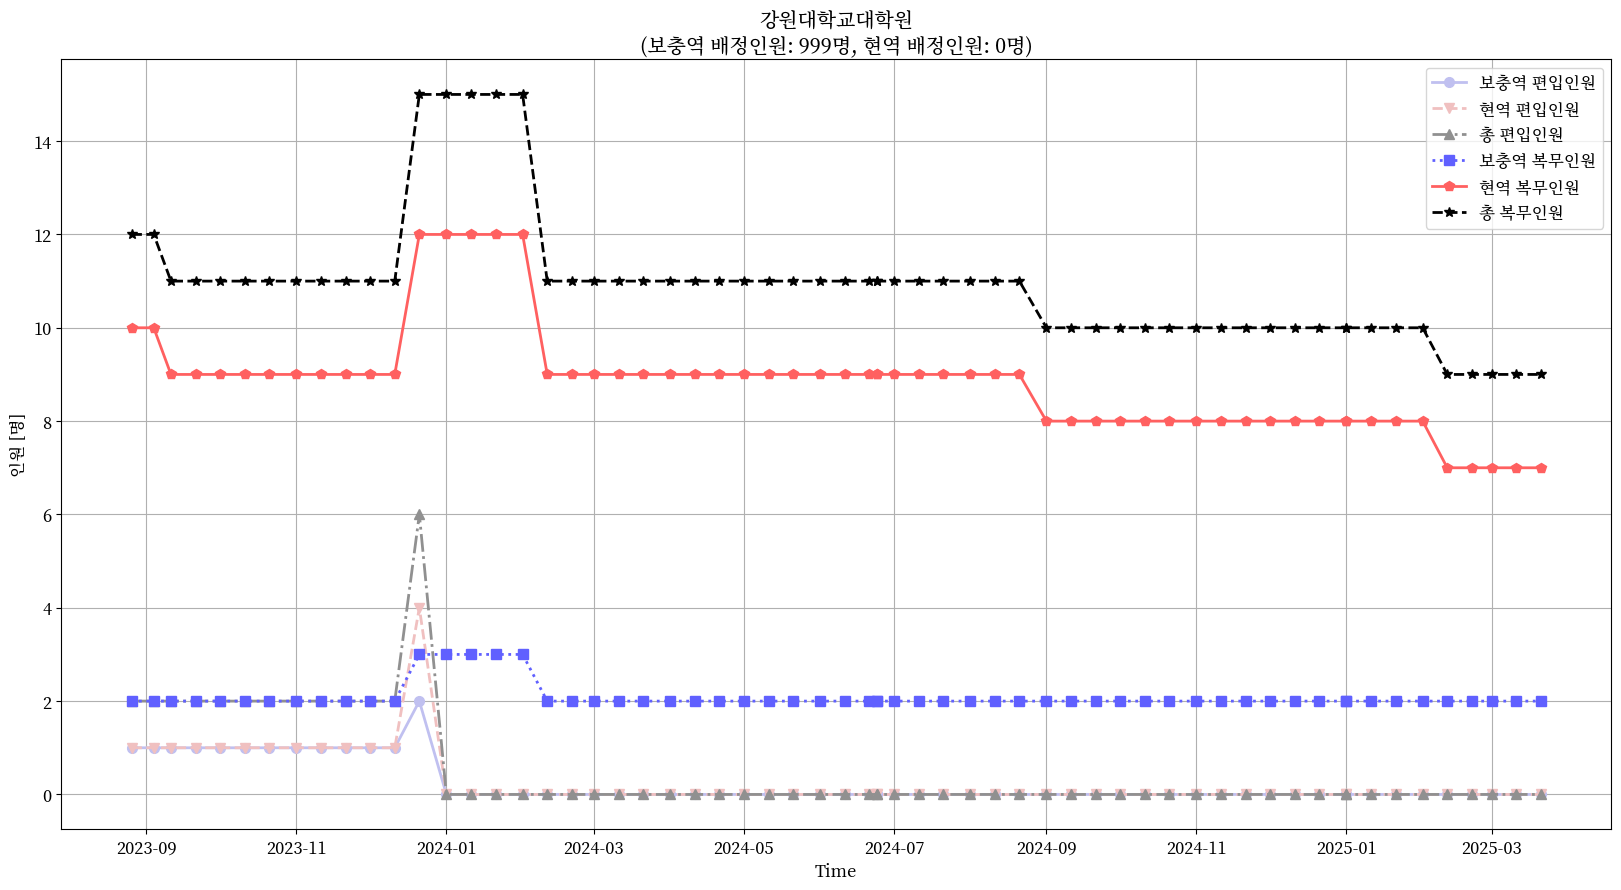 강원대학교대학원
(보충역 배정인원: 999명, 현역 배정인원: 0명)
보충역 편입인원
현역 편입인원
총 편입인원
보충역 복무인원
현역 복무인원
총 복무인원
인원 [명]
14
12
10
8
6
4
2
0
2023-09 2023-11 2024-01 2024-03 2024-05 2024-07 2024-09 2024-11 2025-01 2025-03
Time